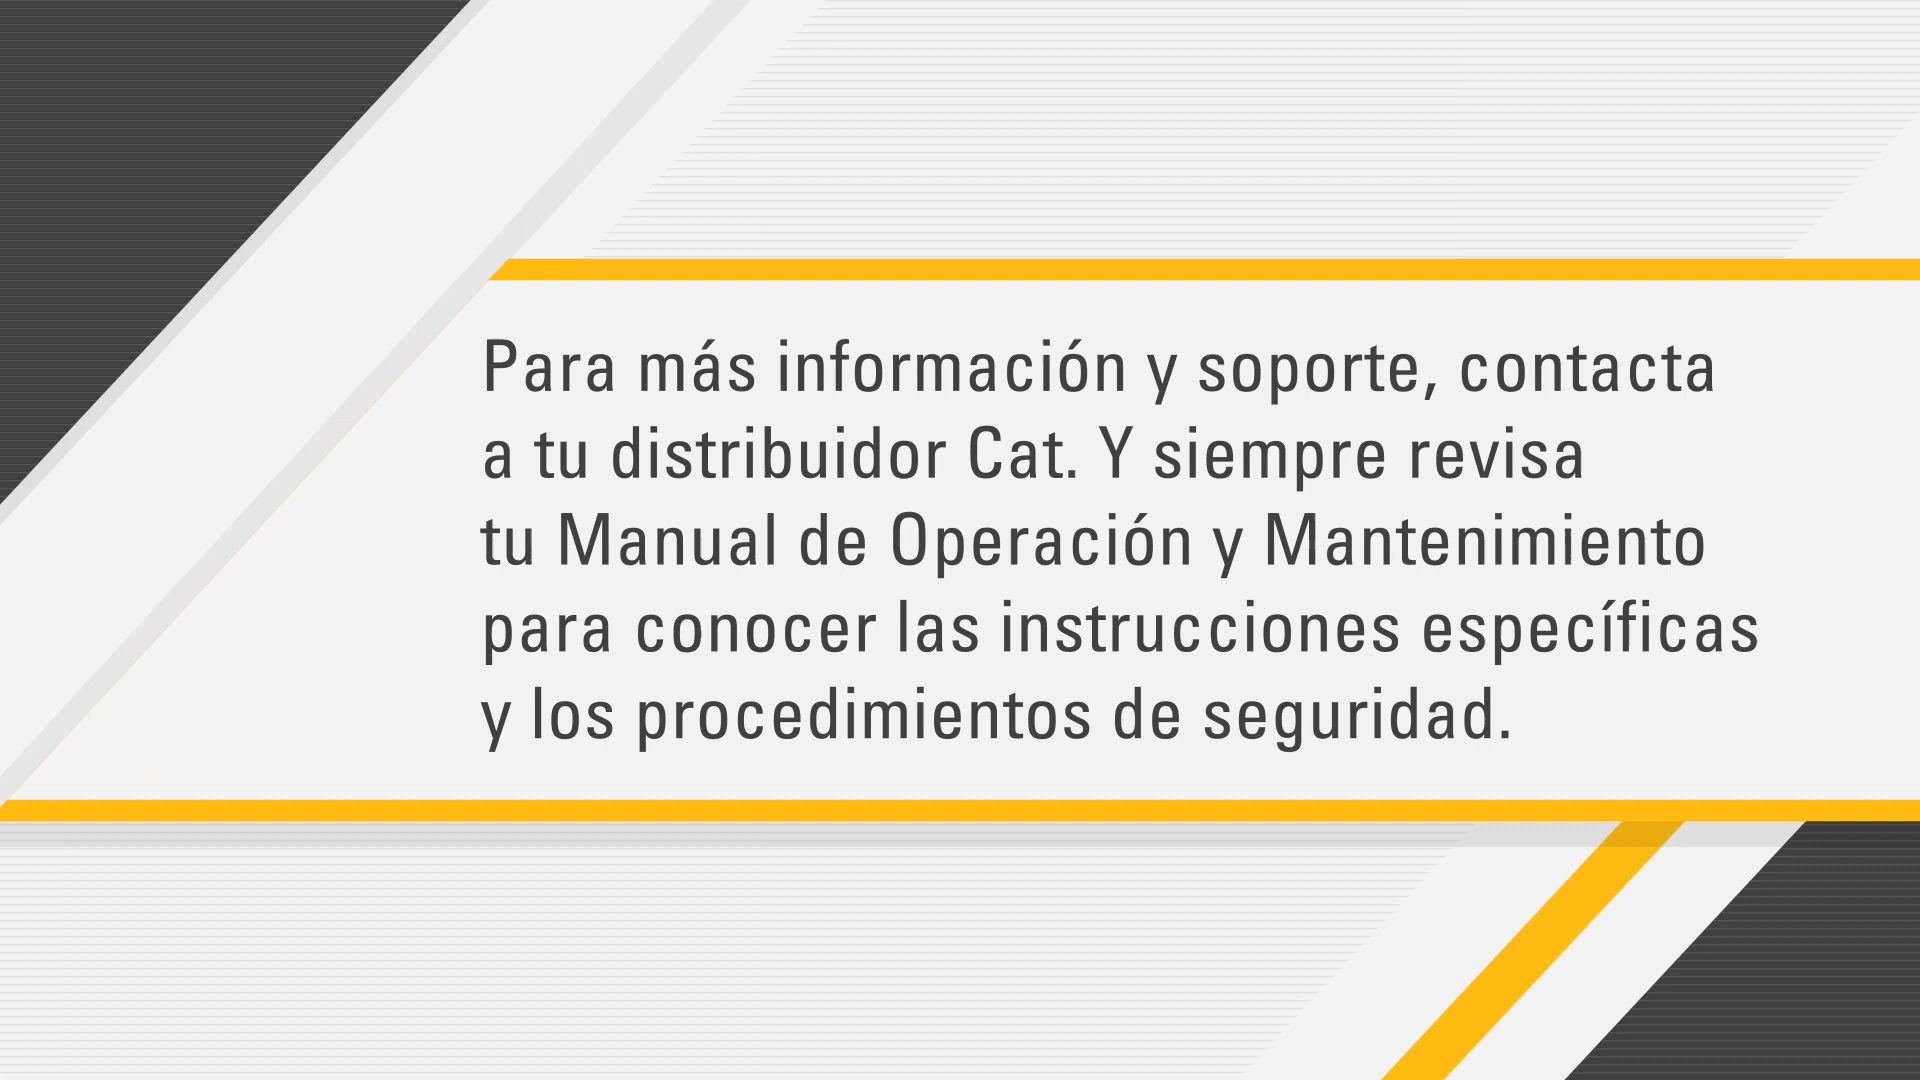 Para más información y soporte, contacta
a tu distribuidor Cat. Y siempre revisa
tu Manual de Operación y Mantenimiento
para conocer las instrucciones específicas
y los procedimientos de seguridad.